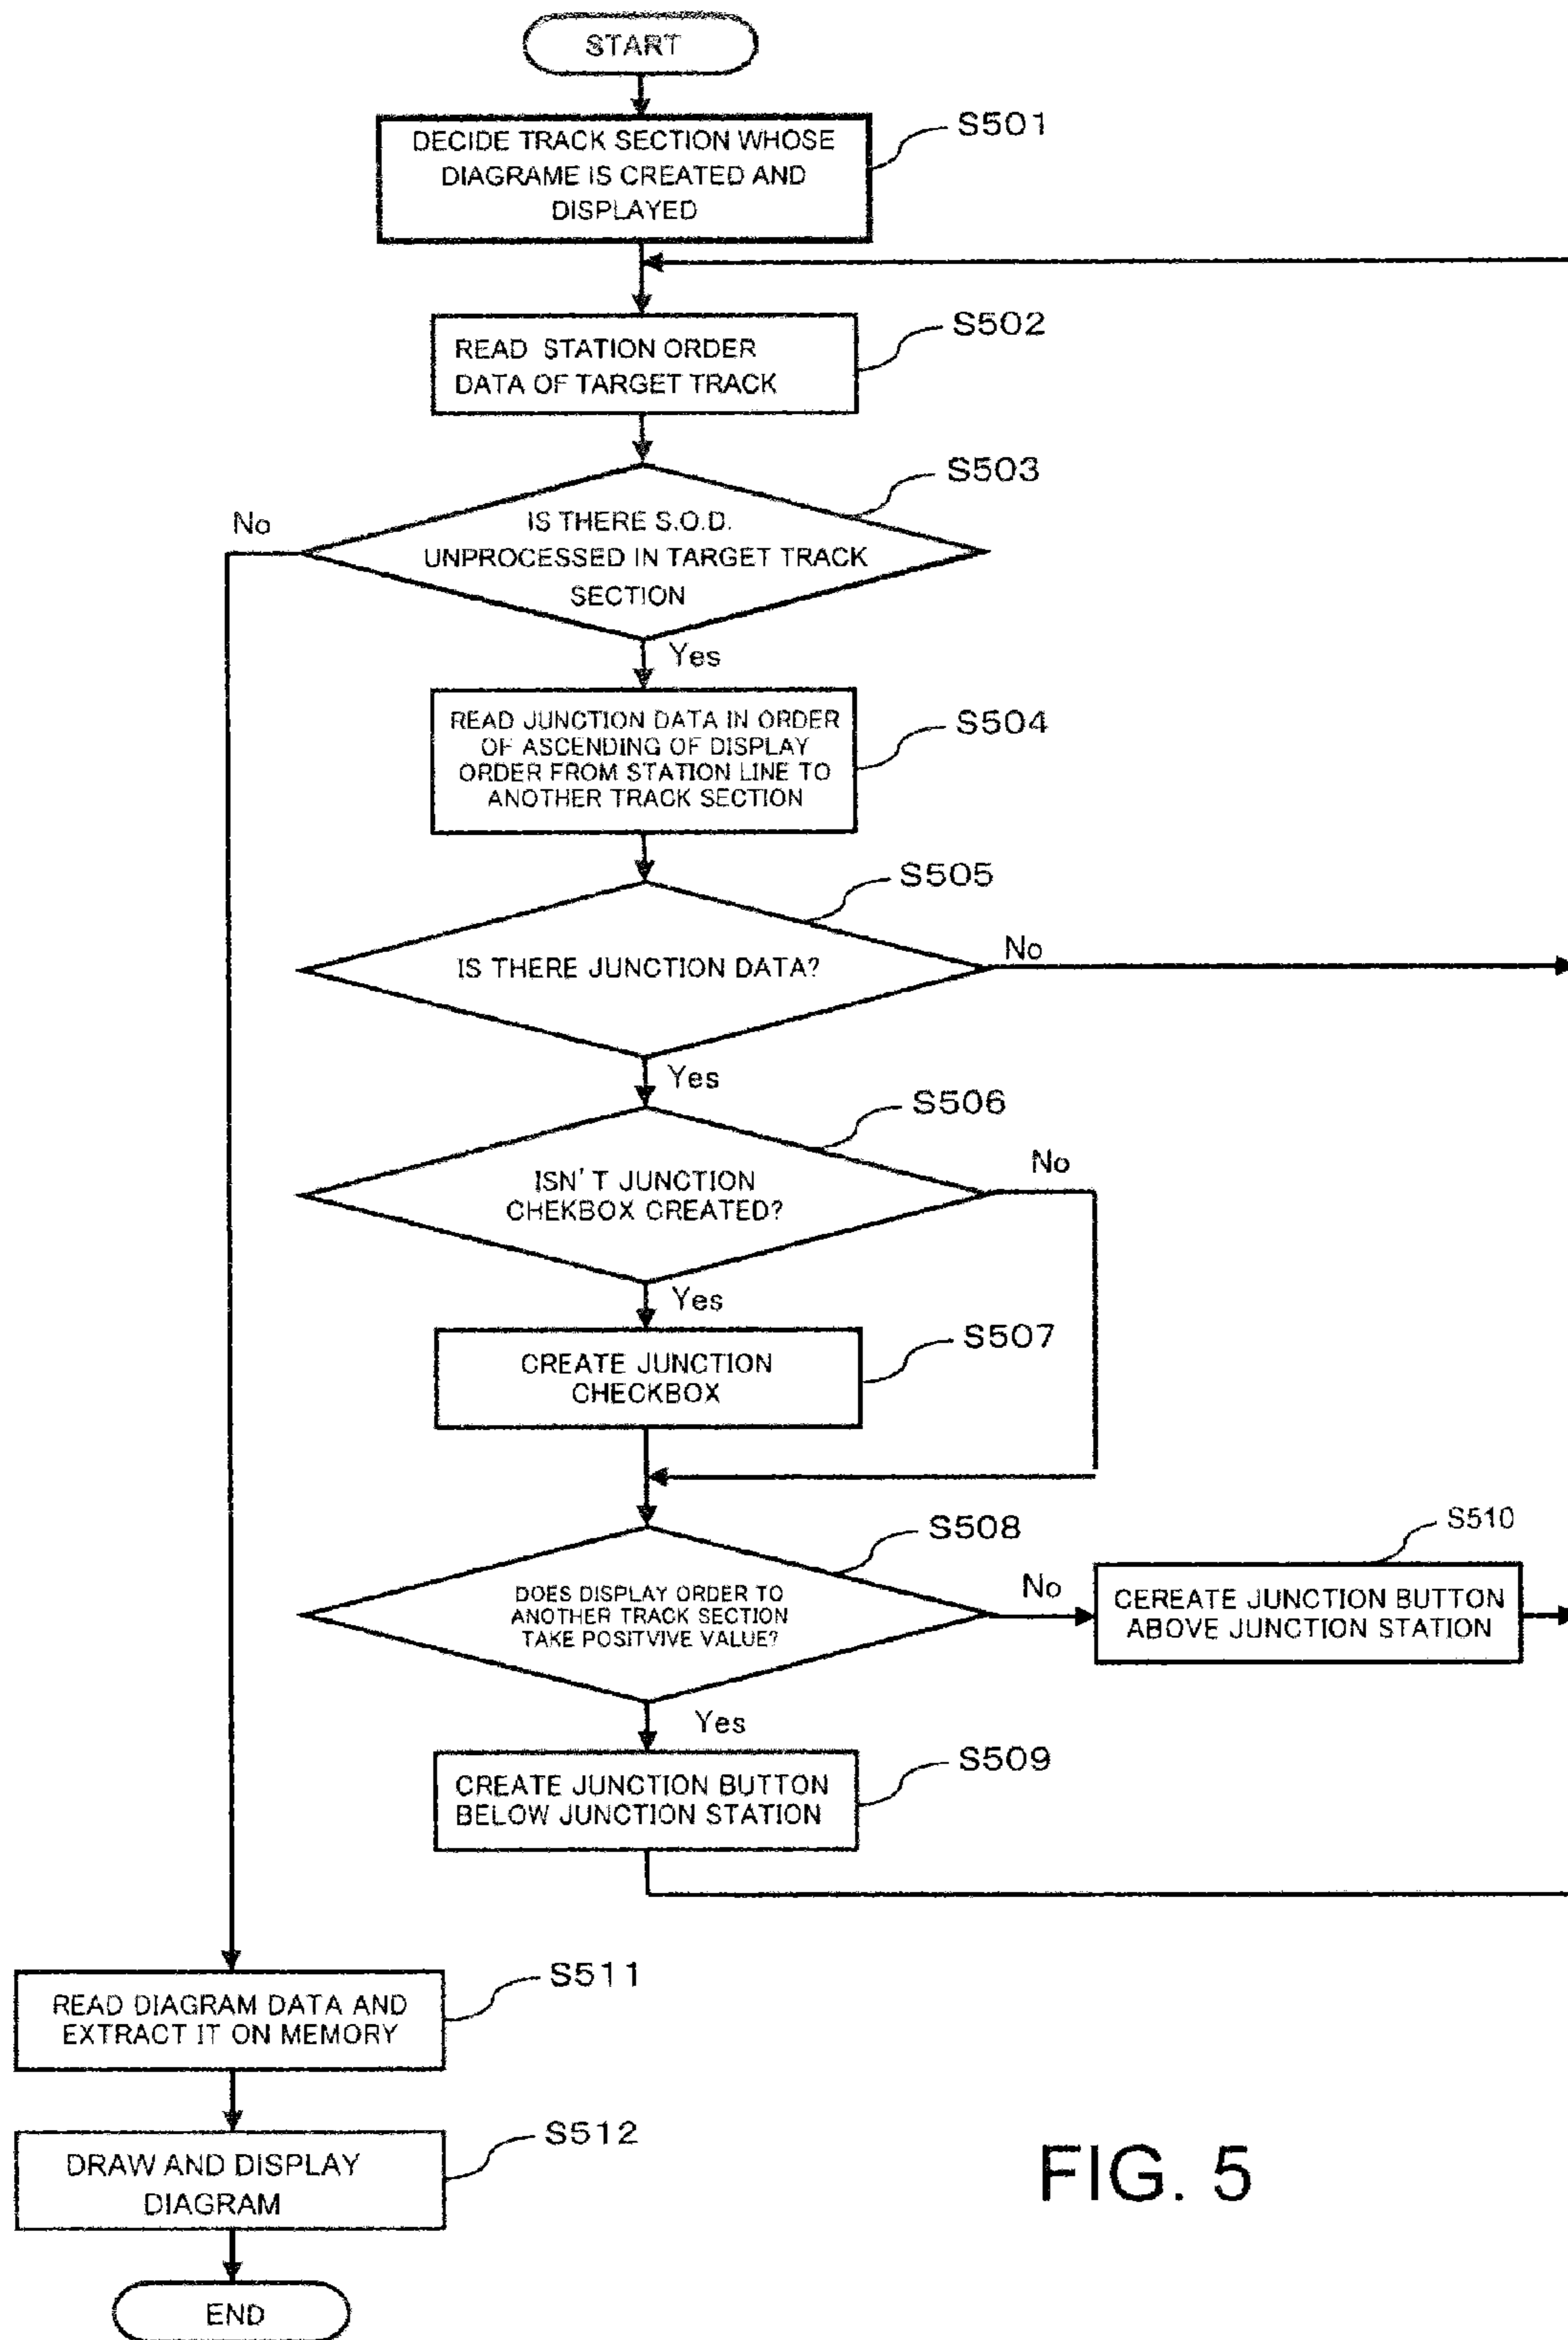 START
DECIDE TRACK SECTION WHOSE
DIAGRAME IS CREATED AND
DISPLAYED
S501
READ STATION ORDER
DATA OF TARGET TRACK
S502
IS THERE S.O.D.
UNPROCESSED IN TARGET TRACK
SECTION
S503
No
Yes
READ JUNCTION DATA IN ORDER
OF ASCENDING OF DISPLAY
ORDER FROM STATION LINE TO
ANOTHER TRACK SECTION
S504
IS THERE JUNCTION DATA?
S505
No
Yes
ISN'T JUNCTION
CHEKBOX CREATED?
S506
No
Yes
CREATE JUNCTION
CHECKBOX
S507
DOES DISPLAY ORDER TO
ANOTHER TRACK SECTION
TAKE POSITVIVE VALUE?
S508
No
CEREATE JUNCTION BUTTON
ABOVE JUNCTION STATION
S510
Yes
CREATE JUNCTION BUTTON
BELOW JUNCTION STATION
S509
READ DIAGRAM DATA AND
EXTRACT IT ON MEMORY
S511
DRAW AND DISPLAY
DIAGRAM
S512
END
FIG. 5